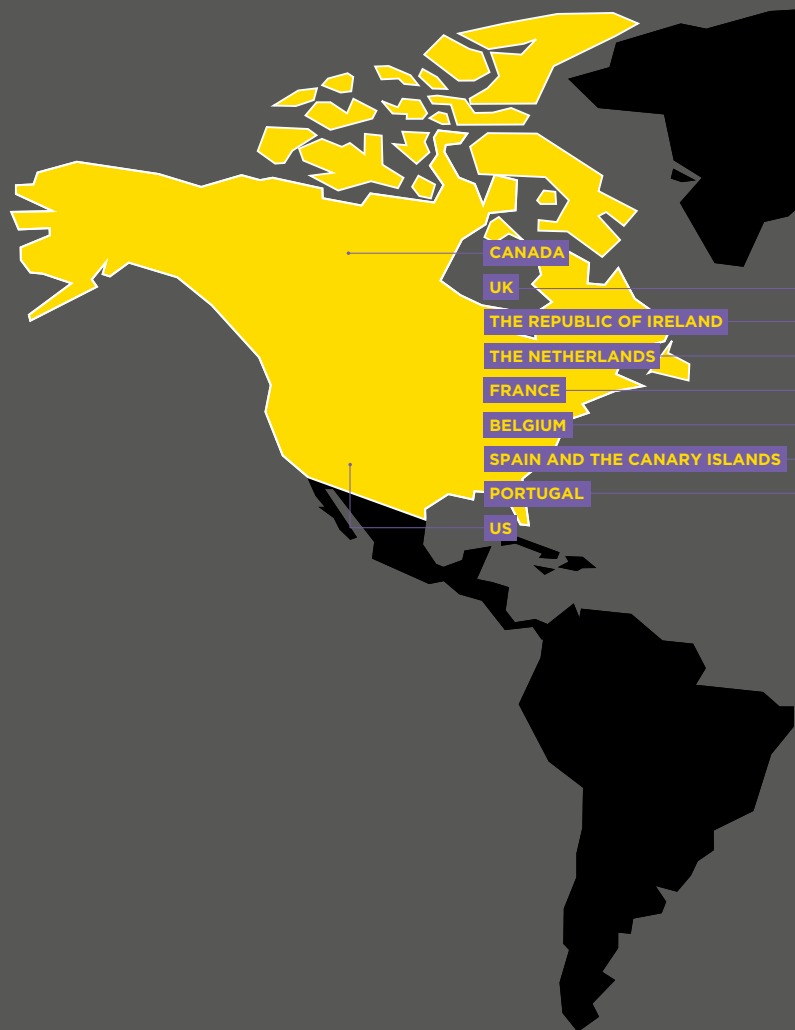 CANADA
UK
THE REPUBLIC OF IRELAND
THE NETHERLANDS
FRANCE
BELGIUM
SPAIN AND THE CANARY ISLANDS
PORTUGAL
US